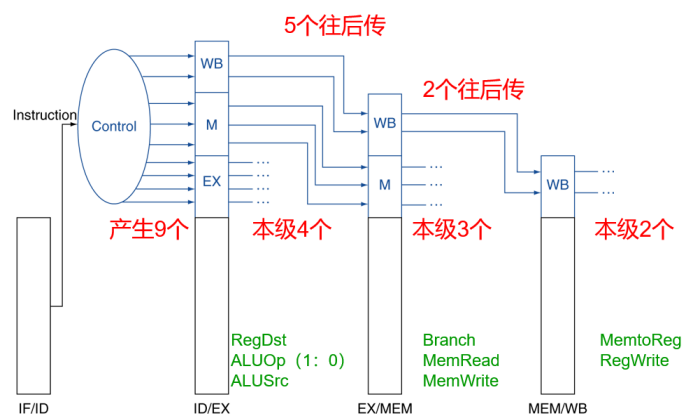 5个往后传
WB
2个往后传
Instruction
Control
M
WB
...
EX
...
M
...
WB
...
...
...
...
...
产生9个
本级4个
本级3个
本级2个
RegDst
ALUOp（1：0）
ALUSrc
Branch
MemRead
MemWrite
MemtoReg
RegWrite
IF/ID
ID/EX
EX/MEM
MEM/WB